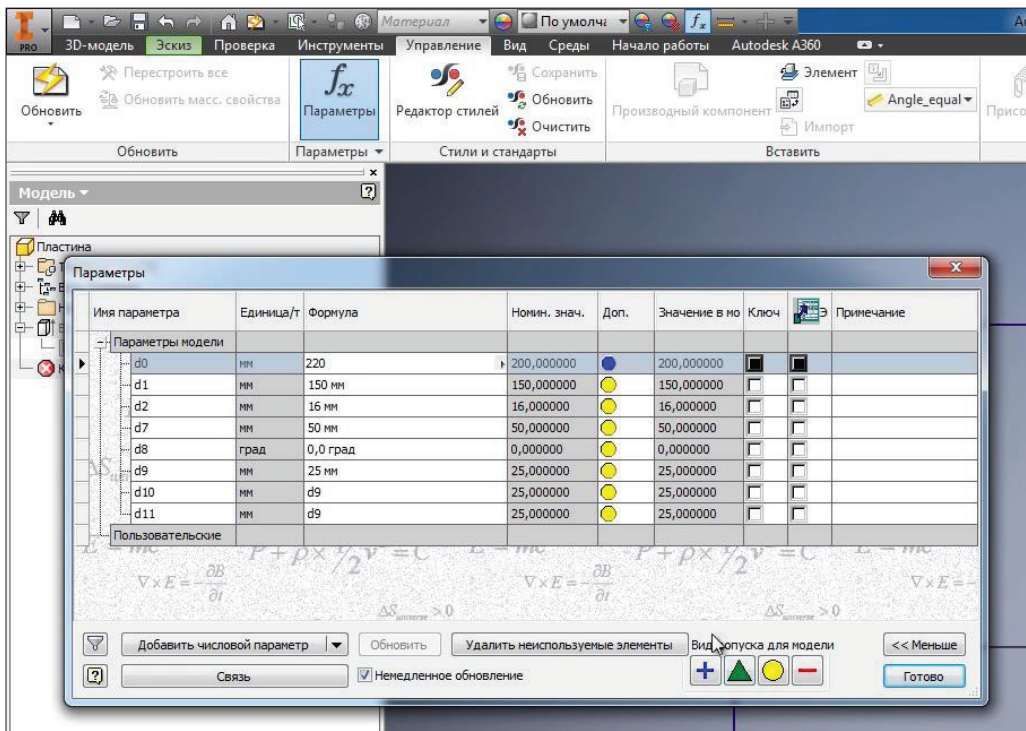 Материал По умолча fx
PRO 3D-модель Эскиз Проверка Инструменты Управление Вид Среды Начало работы Autodesk A360
Обновить Перестроить все Обновить масс. свойства
fx Параметры
Редактор стилей Сохранить Обновить Очистить
Производный компонент Элемент Импорт Angle_equal
Обновить Параметры Стили и стандарты Вставить
Модель
Пластина
Параметры
Имя параметра Единица/т Формула Номин. знач. Доп. Значение в мо Ключ Э Примечание
Параметры модели
d0 мм 220 200,000000 200,000000
d1 мм 150 мм 150,000000 150,000000
d2 мм 16 мм 16,000000 16,000000
d7 мм 50 мм 50,000000 50,000000
d8 град 0,0 град 0,000000 0,000000
d9 мм 25 мм 25,000000 25,000000
d10 мм d9 25,000000 25,000000
d11 мм d9 25,000000 25,000000
Пользовательские
Добавить числовой параметр Обновить Удалить неиспользуемые элементы Вид допуска для модели << Меньше
Связь Немедленное обновление Готово